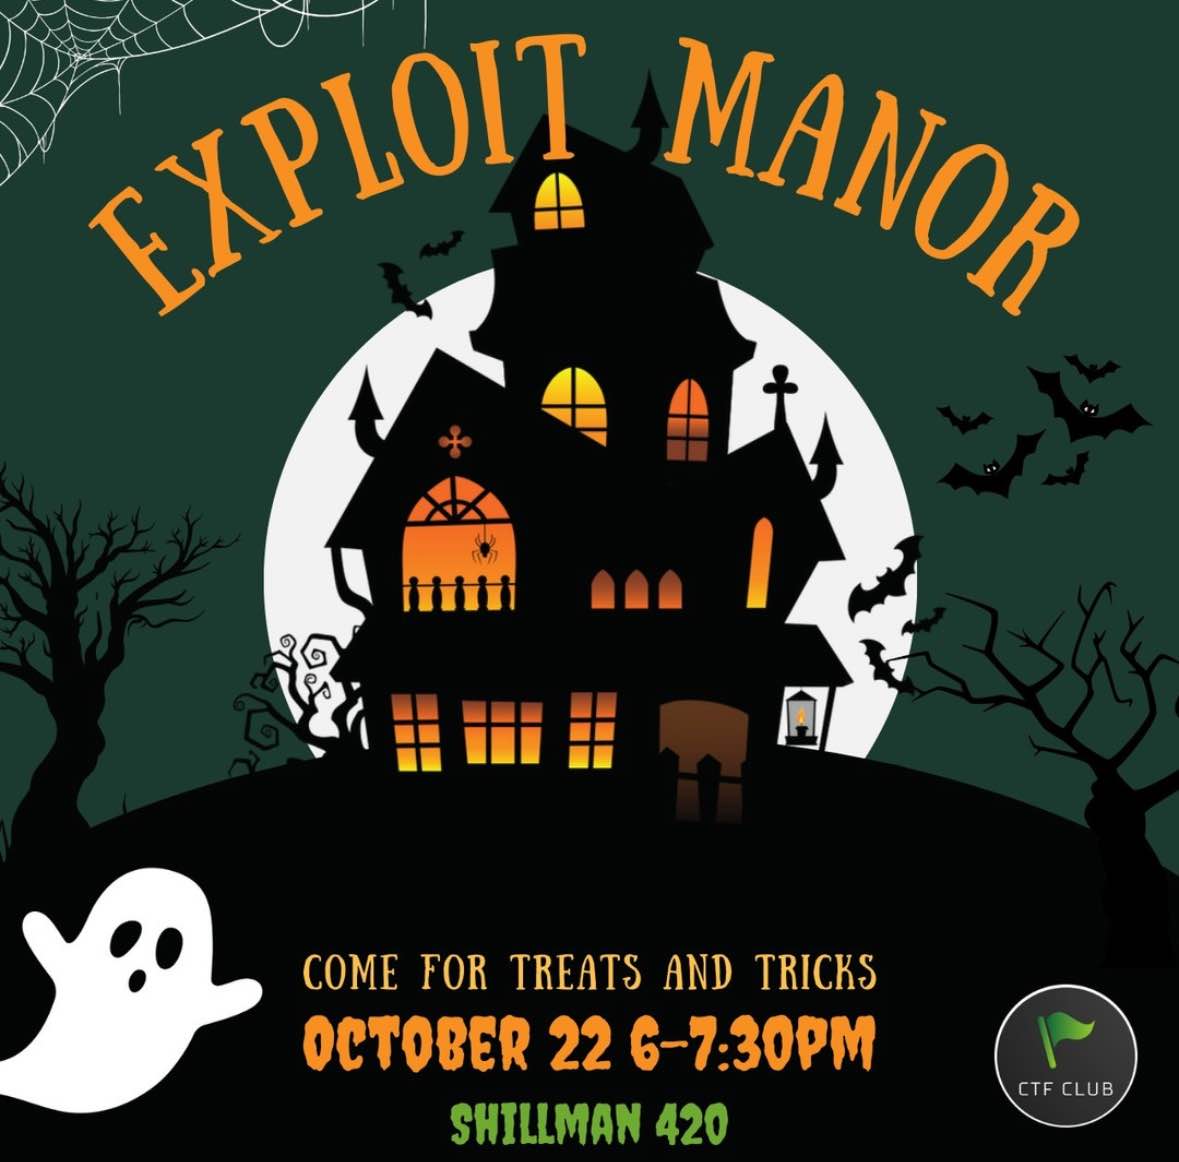 EXPLOIT MANOR
COME FOR TREATS AND TRICKS
OCTOBER 22 6-7:30PM
SHILLMAN 420
CTF CLUB